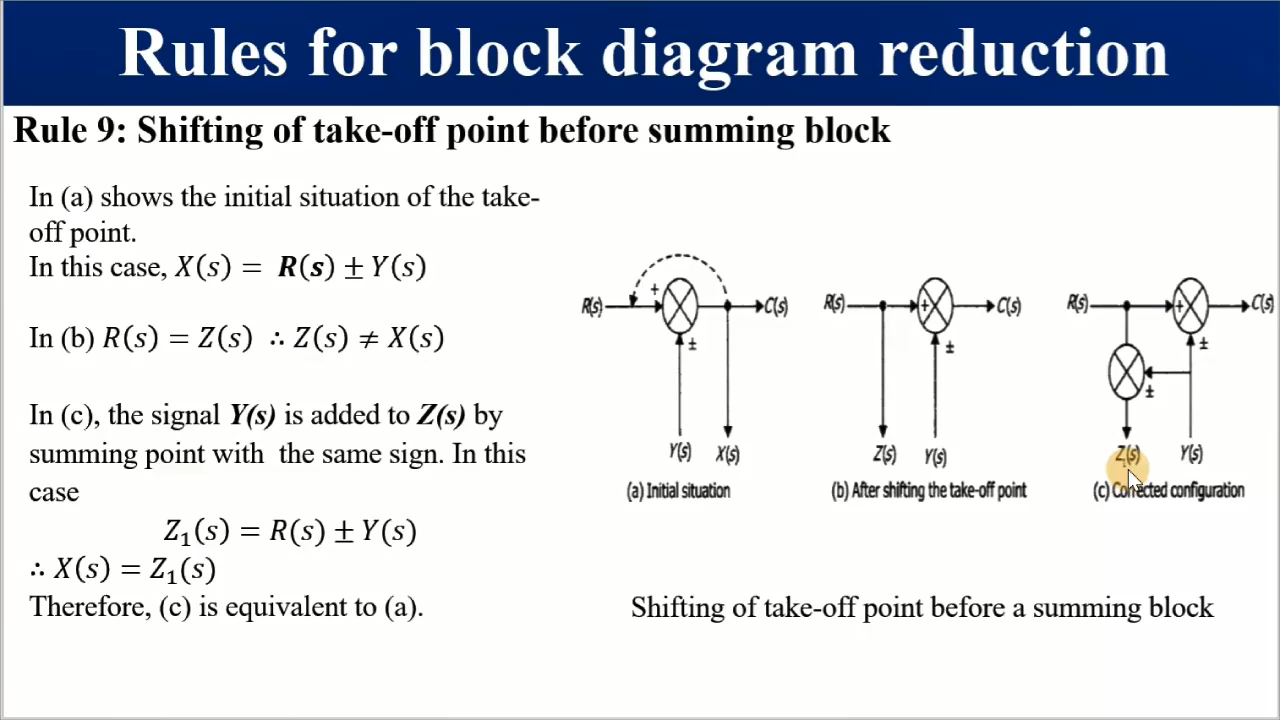 Rules for block diagram reduction
Rule 9: Shifting of take-off point before summing block
In (a) shows the initial situation of the take-
off point.
In this case, X(s) = R(s) ± Y(s)
In (b) R(s) = Z(s) ∴ Z(s) ≠ X(s)
In (c), the signal Y(s) is added to Z(s) by
summing point with the same sign. In this
case
Z₁(s) = R(s) ± Y(s)
∴ X(s) = Z₁(s)
Therefore, (c) is equivalent to (a).
R(s) + C(s)
±
Y(s) X(s)
(a) Initial situation
R(s) + C(s)
±
Z(s) Y(s)
(b) After shifting the take-off point
R(s) + C(s)
±
±
Z₁(s) Y(s)
(c) Corrected configuration
Shifting of take-off point before a summing block